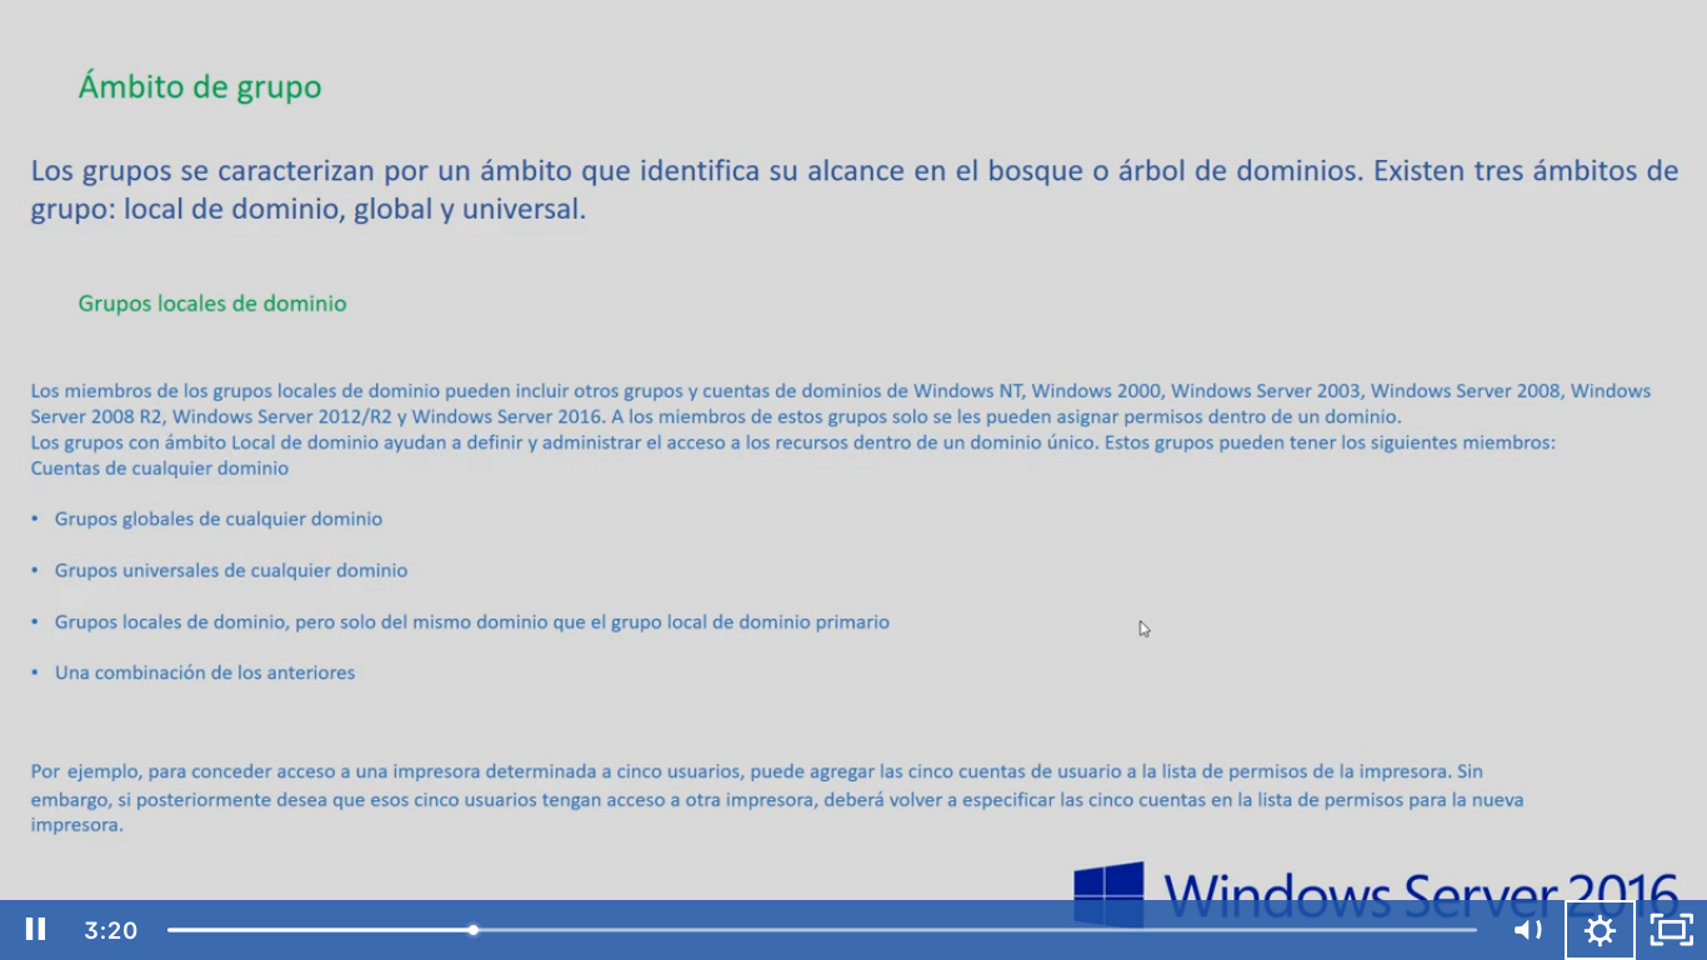 Ámbito de grupo
Los grupos se caracterizan por un ámbito que identifica su alcance en el bosque o árbol de dominios. Existen tres ámbitos de
grupo: local de dominio, global y universal.
Grupos locales de dominio
Los miembros de los grupos locales de dominio pueden incluir otros grupos y cuentas de dominios de Windows NT, Windows 2000, Windows Server 2003, Windows Server 2008, Windows
Server 2008 R2, Windows Server 2012/R2 y Windows Server 2016. A los miembros de estos grupos solo se les pueden asignar permisos dentro de un dominio.
Los grupos con ámbito Local de dominio ayudan a definir y administrar el acceso a los recursos dentro de un dominio único. Estos grupos pueden tener los siguientes miembros:
Cuentas de cualquier dominio
• Grupos globales de cualquier dominio
• Grupos universales de cualquier dominio
• Grupos locales de dominio, pero solo del mismo dominio que el grupo local de dominio primario
• Una combinación de los anteriores
Por ejemplo, para conceder acceso a una impresora determinada a cinco usuarios, puede agregar las cinco cuentas de usuario a la lista de permisos de la impresora. Sin
embargo, si posteriormente desea que esos cinco usuarios tengan acceso a otra impresora, deberá volver a especificar las cinco cuentas en la lista de permisos para la nueva
impresora.
Windows Server 2016
3:20